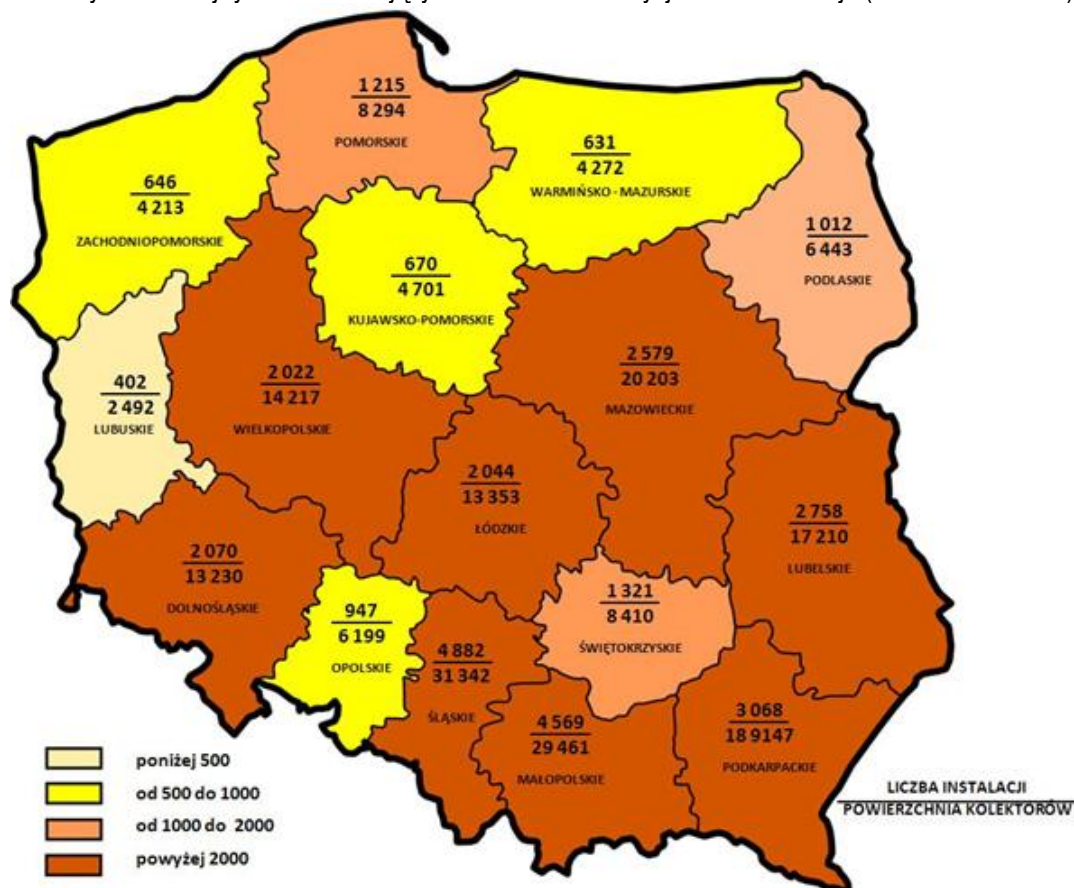 1 215
8 294
POMORSKIE
631
4 272
WARMIŃSKO - MAZURSKIE
646
4 213
ZACHODNIOPOMORSKIE
1 012
6 443
PODLASKIE
670
4 701
KUJAWSKO-POMORSKIE
402
2 492
LUBUSKIE
2 022
14 217
WIELKOPOLSKIE
2 579
20 203
MAZOWIECKIE
2 044
13 353
ŁÓDZKIE
2 758
17 210
LUBELSKIE
2 070
13 230
DOLNOŚLĄSKIE
947
6 199
OPOLSKIE
1 321
8 410
ŚWIĘTOKRZYSKIE
4 882
31 342
ŚLĄSKIE
4 569
29 461
MAŁOPOLSKIE
3 068
18 9147
PODKARPACKIE
poniżej 500
od 500 do 1000
od 1000 do 2000
powyżej 2000
LICZBA INSTALACJI
POWIERZCHNIA KOLEKTORÓW